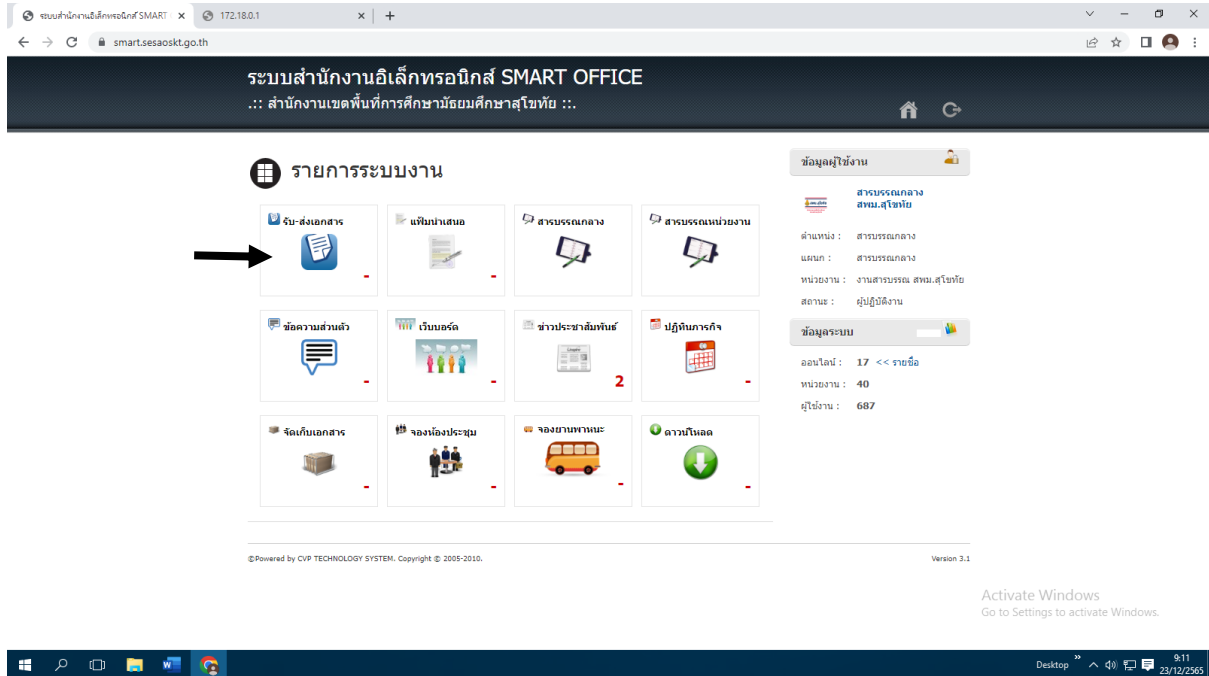 ระบบสำนักงานอิเล็กทรอนิกส์ SMART
172.18.0.1
smart.sesaoskt.go.th
ระบบสำนักงานอิเล็กทรอนิกส์ SMART OFFICE
.:: สำนักงานเขตพื้นที่การศึกษามัธยมศึกษาสุโขทัย ::.
รายการระบบงาน
รับ-ส่งเอกสาร
-
แฟ้มนำเสนอ
-
สารบรรณกลาง
สารบรรณหน่วยงาน
ข้อความส่วนตัว
-
เว็บบอร์ด
-
ข่าวประชาสัมพันธ์
2
ปฏิทินภารกิจ
-
จัดเก็บเอกสาร
-
จองห้องประชุม
-
จองยานพาหนะ
-
ดาวน์โหลด
-
ข้อมูลผู้ใช้งาน
สารบรรณกลาง
สพม.สุโขทัย
ตำแหน่ง : สารบรรณกลาง
แผนก : สารบรรณกลาง
หน่วยงาน : งานสารบรรณ สพม.สุโขทัย
สถานะ : ผู้ปฏิบัติงาน
ข้อมูลระบบ
ออนไลน์ : 17 << รายชื่อ
หน่วยงาน : 40
ผู้ใช้งาน : 687
©Powered by CVP TECHNOLOGY SYSTEM. Copyright © 2005-2010.
Version 3.1
Activate Windows
Go to Settings to activate Windows.
Desktop
9:11
23/12/2565